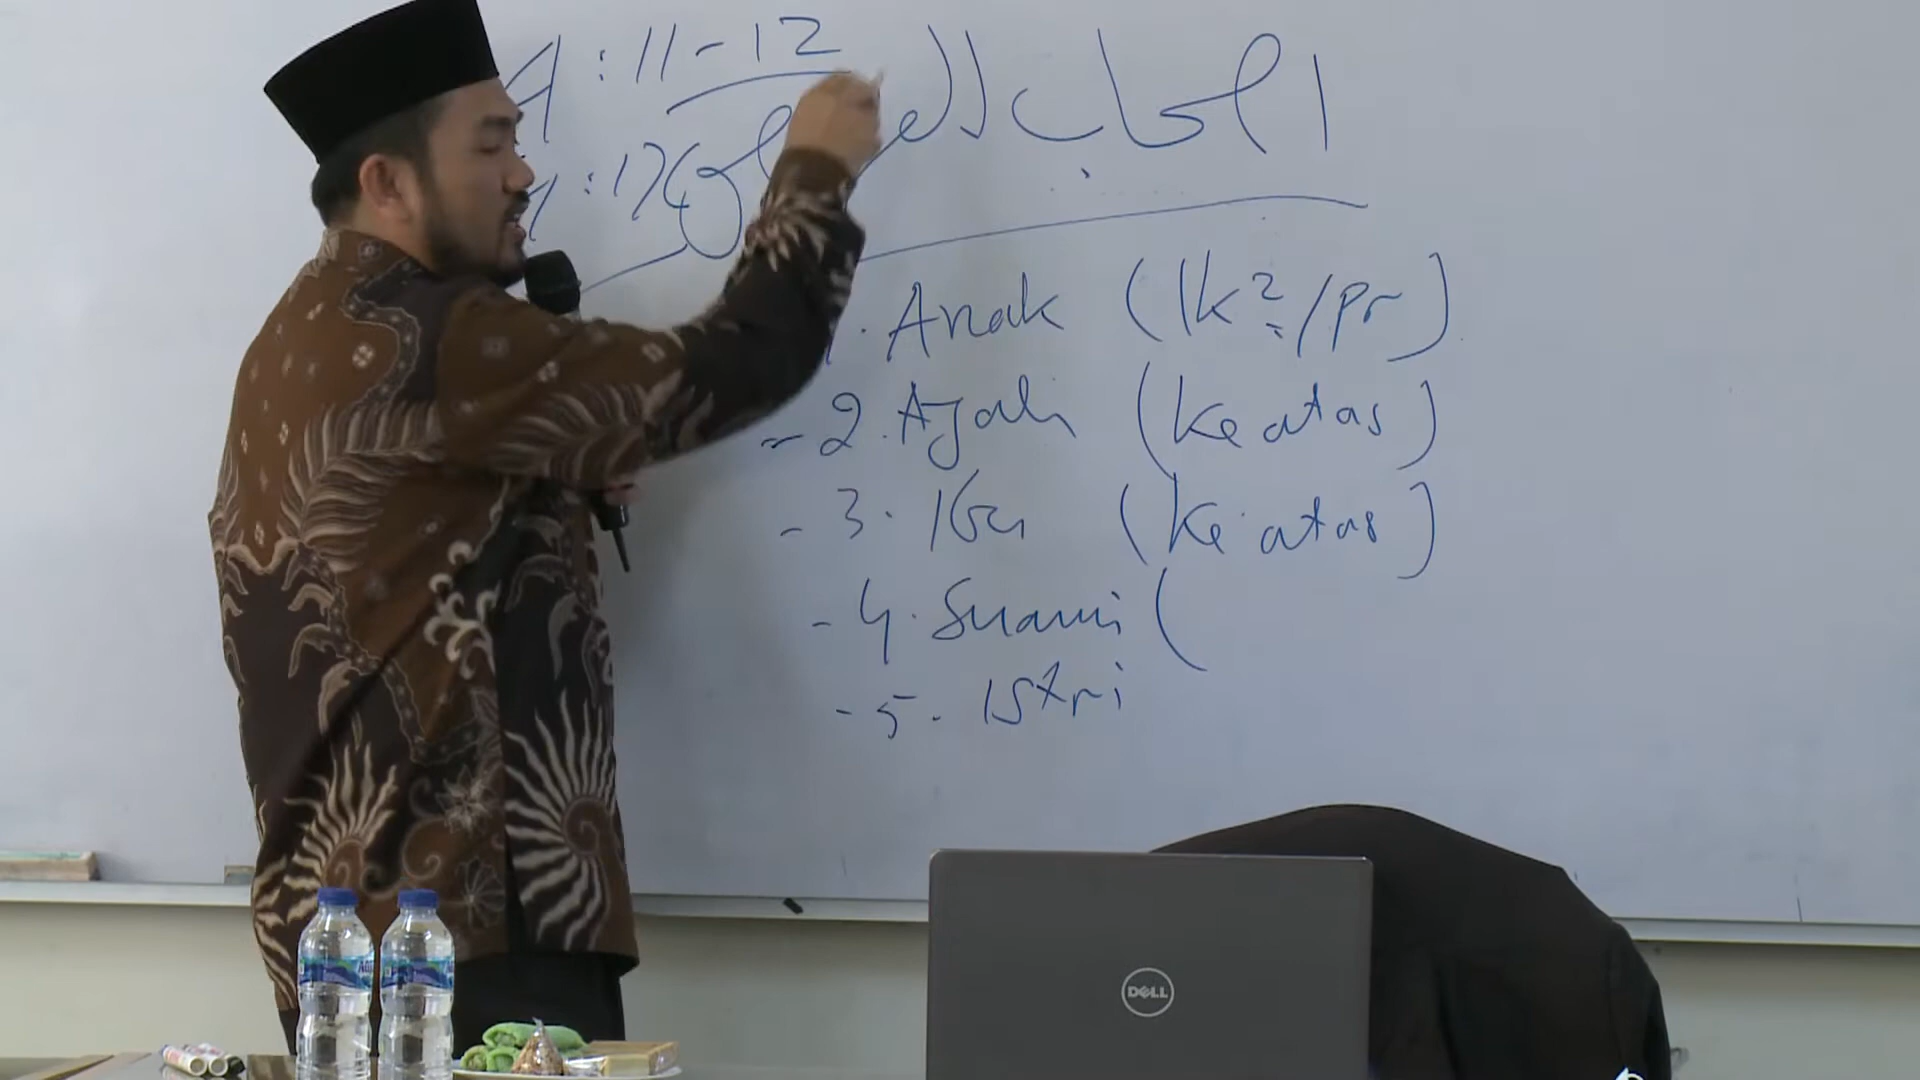 4 : 11-12
4 : 176
اصحاب الفروض
1. Anak (lk²/pr).
- 2. Ayah (ke atas)
- 3. Ibu (ke atas)
- 4. Suami (
- 5. Istri
DELL